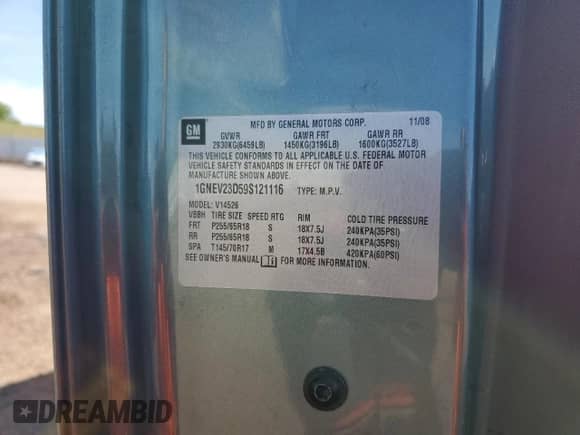 GM
MFD BY GENERAL MOTORS CORP. 11/08
GVWR GAWR FRT GAWR RR
2930KG(6459LB) 1450KG(3196LB) 1600KG(3527LB)
THIS VEHICLE CONFORMS TO ALL APPLICABLE U.S. FEDERAL MOTOR
VEHICLE SAFETY STANDARDS IN EFFECT ON THE DATE OF
MANUFACTURE SHOWN ABOVE.
1GNEV23D59S121116 TYPE: M.P.V.
MODEL: V14526
VBBH TIRE SIZE SPEED RTG RIM COLD TIRE PRESSURE
FRT P255/65R18 S 18X7.5J 240KPA(35PSI)
RR P255/65R18 S 18X7.5J 240KPA(35PSI)
SPA T145/70R17 M 17X4.5B 420KPA(60PSI)
SEE OWNER'S MANUAL FOR MORE INFORMATION.
DREAMBID